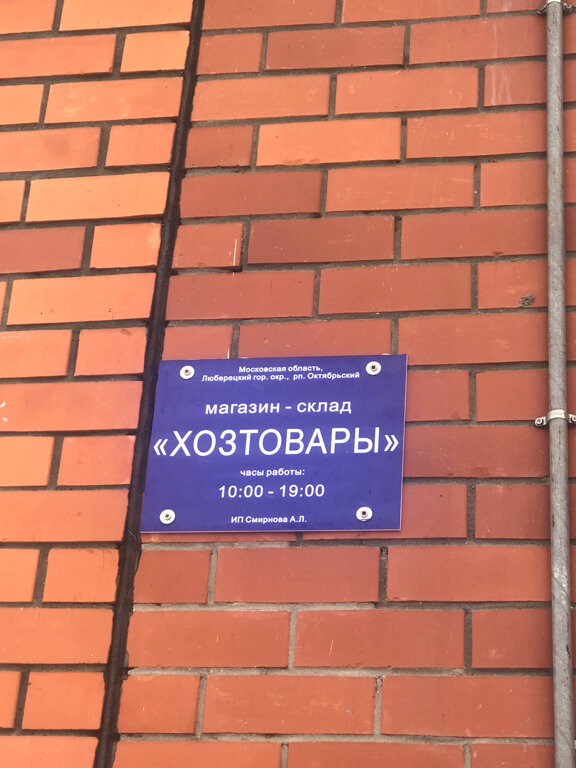 Московская область,
Люберецкий гор. окр., рп. Октябрьский
магазин - склад
«ХОЗТОВАРЫ»
часы работы:
10:00 - 19:00
ИП Смирнова А.Л.